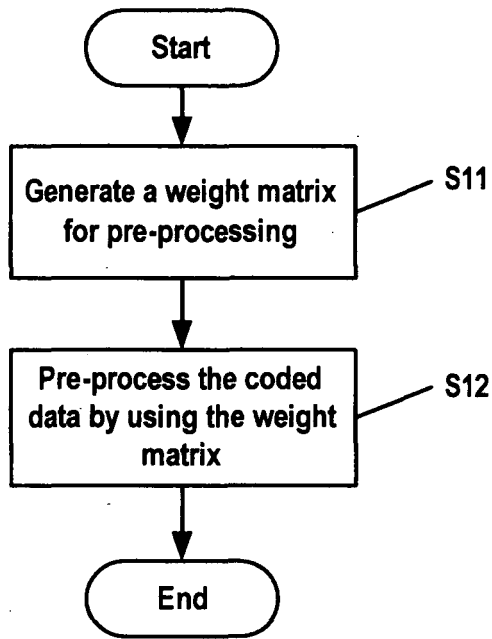 Start
Generate a weight matrix
for pre-processing
S11
Pre-process the coded
data by using the weight
matrix
S12
End